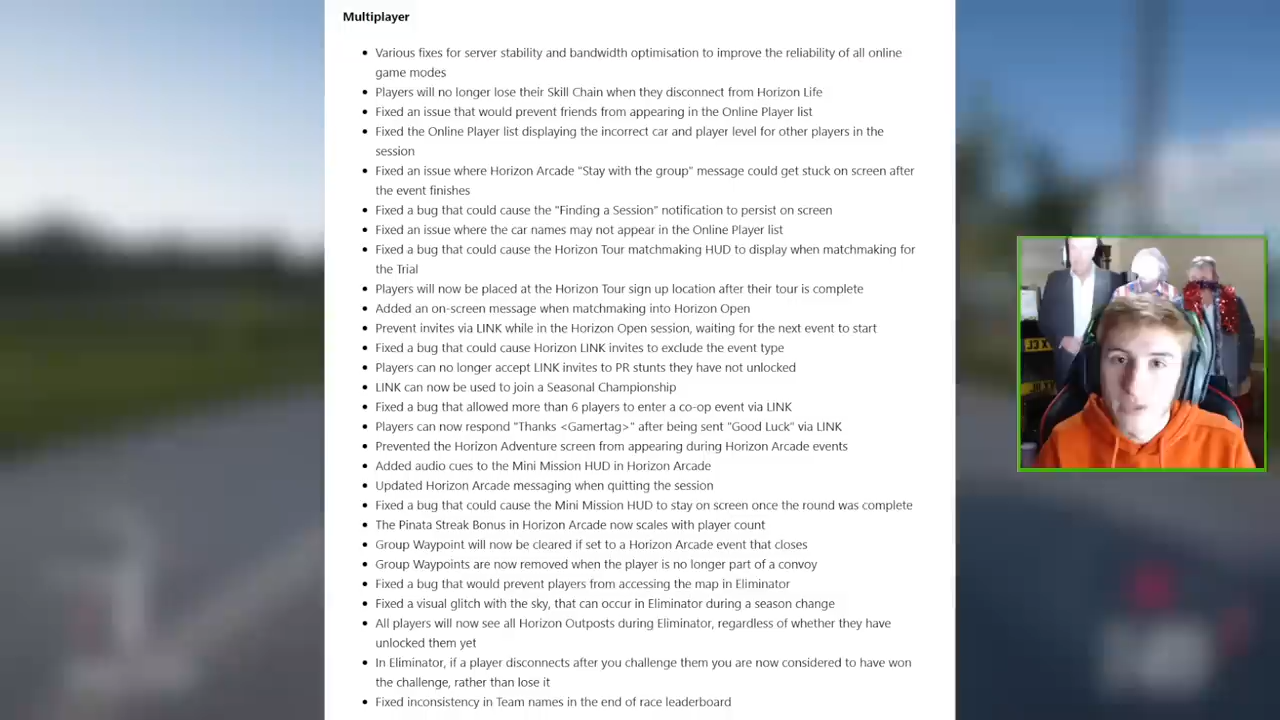 Multiplayer
Various fixes for server stability and bandwidth optimisation to improve the reliability of all online
game modes
Players will no longer lose their Skill Chain when they disconnect from Horizon Life
Fixed an issue that would prevent friends from appearing in the Online Player list
Fixed the Online Player list displaying the incorrect car and player level for other players in the
session
Fixed an issue where Horizon Arcade "Stay with the group" message could get stuck on screen after
the event finishes
Fixed a bug that could cause the "Finding a Session" notification to persist on screen
Fixed an issue where the car names may not appear in the Online Player list
Fixed a bug that could cause the Horizon Tour matchmaking HUD to display when matchmaking for
the Trial
Players will now be placed at the Horizon Tour sign up location after their tour is complete
Added an on-screen message when matchmaking into Horizon Open
Prevent invites via LINK while in the Horizon Open session, waiting for the next event to start
Fixed a bug that could cause Horizon LINK invites to exclude the event type
Players can no longer accept LINK invites to PR stunts they have not unlocked
LINK can now be used to join a Seasonal Championship
Fixed a bug that allowed more than 6 players to enter a co-op event via LINK
Players can now respond "Thanks <Gamertag>" after being sent "Good Luck" via LINK
Prevented the Horizon Adventure screen from appearing during Horizon Arcade events
Added audio cues to the Mini Mission HUD in Horizon Arcade
Updated Horizon Arcade messaging when quitting the session
Fixed a bug that could cause the Mini Mission HUD to stay on screen once the round was complete
The Pinata Streak Bonus in Horizon Arcade now scales with player count
Group Waypoint will now be cleared if set to a Horizon Arcade event that closes
Group Waypoints are now removed when the player is no longer part of a convoy
Fixed a bug that would prevent players from accessing the map in Eliminator
Fixed a visual glitch with the sky, that can occur in Eliminator during a season change
All players will now see all Horizon Outposts during Eliminator, regardless of whether they have
unlocked them yet
In Eliminator, if a player disconnects after you challenge them you are now considered to have won
the challenge, rather than lose it
Fixed inconsistency in Team names in the end of race leaderboard